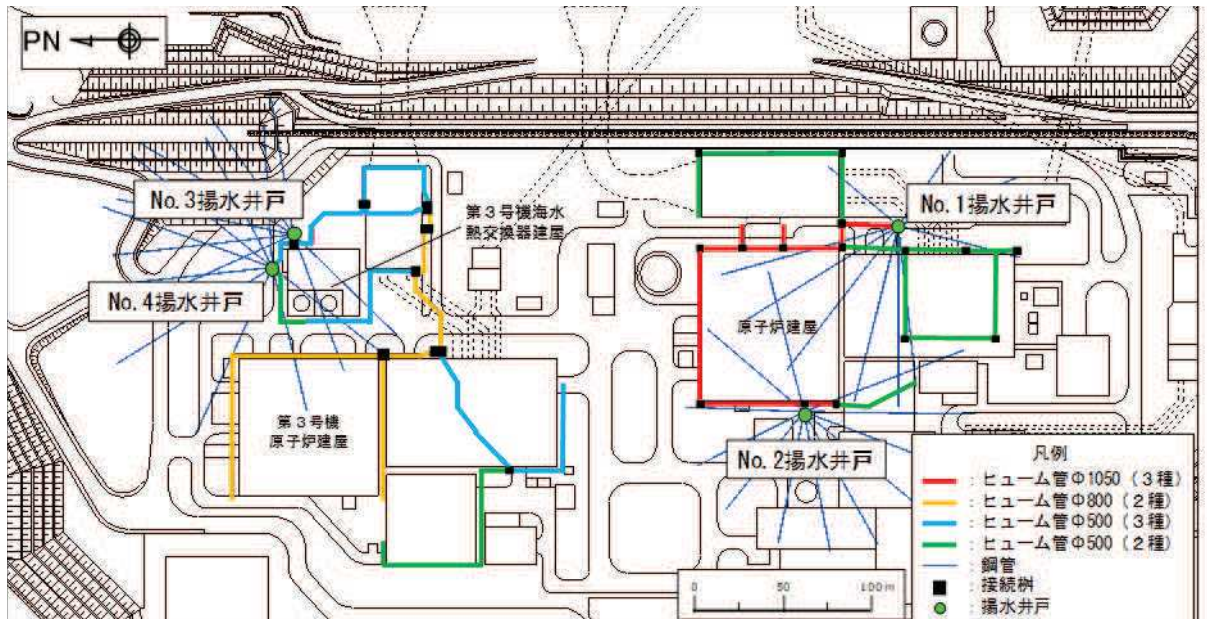 PN
No.3揚水井戸
No.4揚水井戸
第3号機海水
熱交換器建屋
No.1揚水井戸
原子炉建屋
第3号機
原子炉建屋
No.2揚水井戸
凡例
：ヒューム管Φ1050（3種）
：ヒューム管Φ800（2種）
：ヒューム管Φ500（3種）
：ヒューム管Φ500（2種）
：鋼管
：接続桝
：揚水井戸
0 50 100m